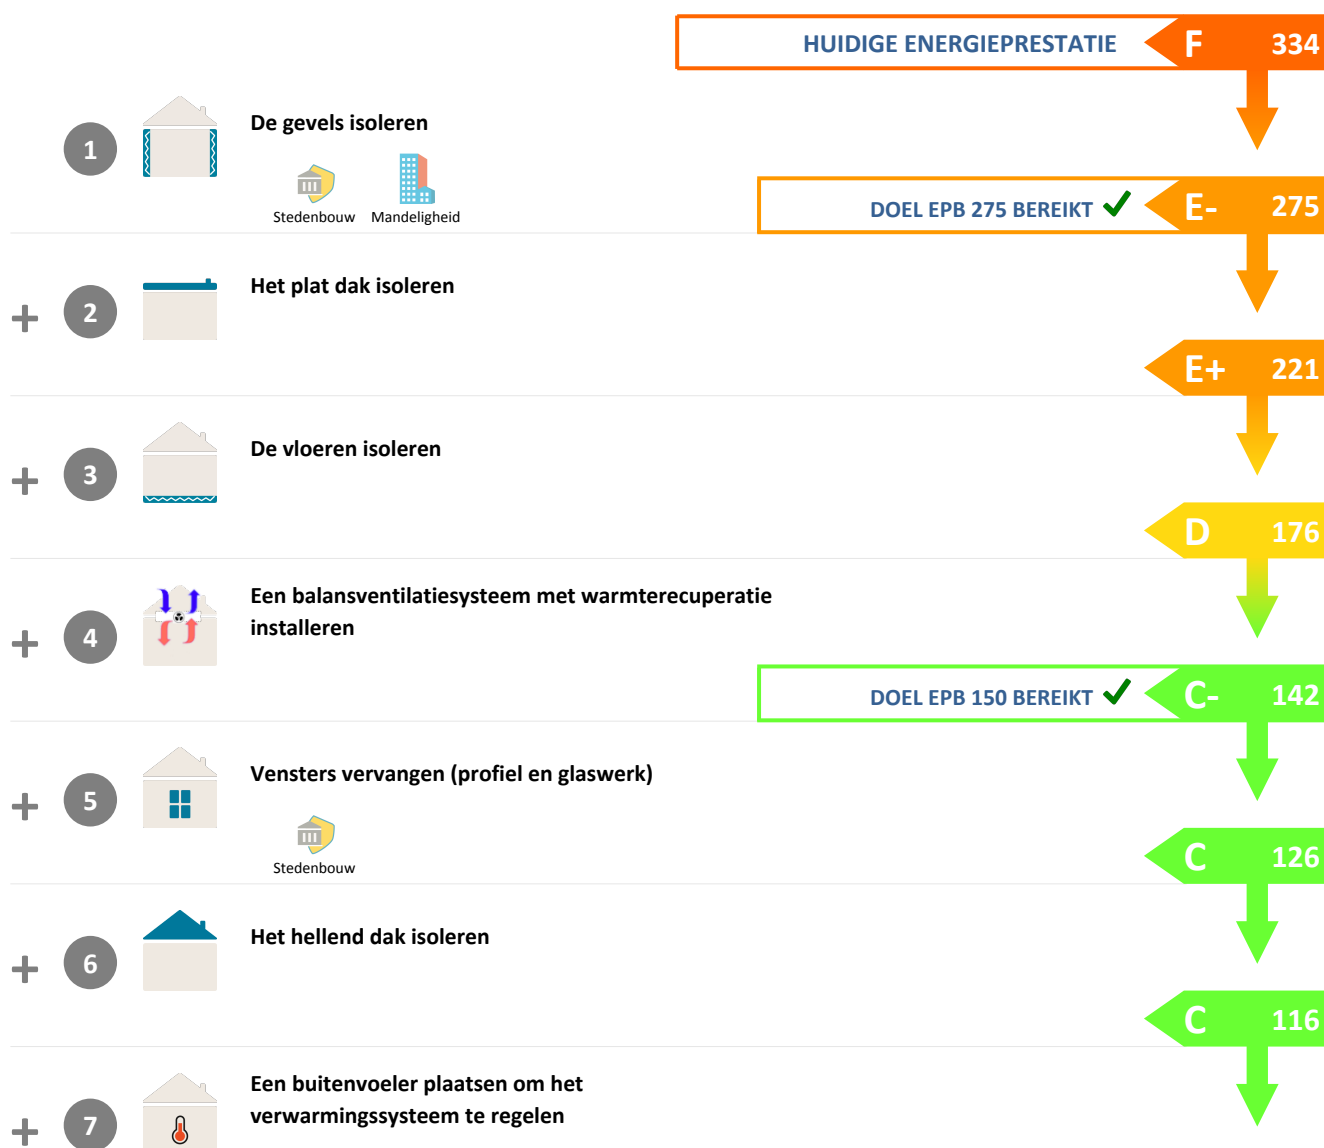 HUIDIGE ENERGIEPRESTATIE F 334
1 De gevels isoleren
Stedenbouw Mandeligheid
DOEL EPB 275 BEREIKT E- 275
+ 2 Het plat dak isoleren
E+ 221
+ 3 De vloeren isoleren
D 176
+ 4 Een balansventilatiesysteem met warmterecuperatie
installeren
DOEL EPB 150 BEREIKT C- 142
+ 5 Vensters vervangen (profiel en glaswerk)
Stedenbouw
C 126
+ 6 Het hellend dak isoleren
C 116
+ 7 Een buitenvoeler plaatsen om het
verwarmingssysteem te regelen